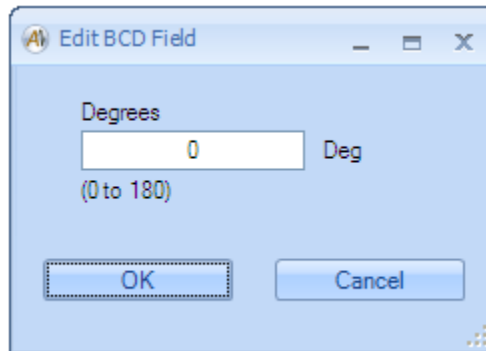 Edit BCD Field
Degrees
0 Deg
(0 to 180)
OK Cancel